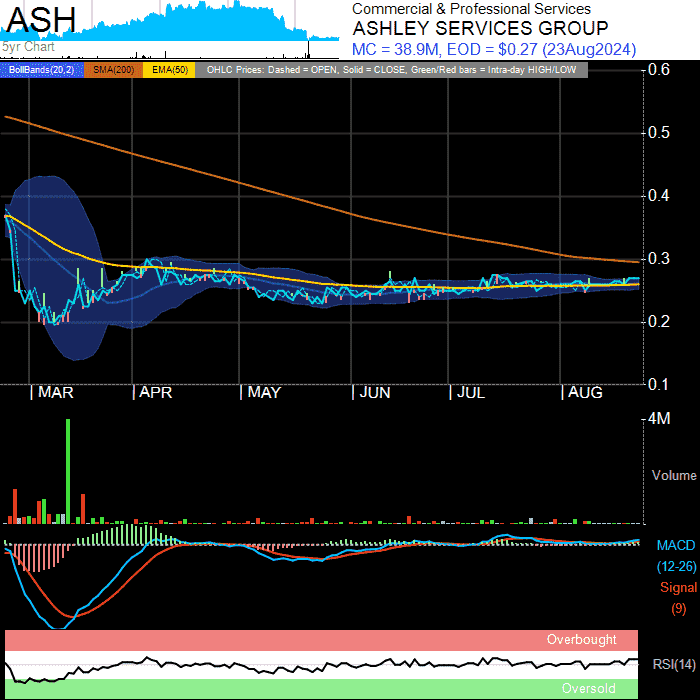 ASH
5yr Chart
Commercial & Professional Services
ASHLEY SERVICES GROUP
MC = 38.9M, EOD = $0.27 (23Aug2024)
BollBands(20,2) SMA(200) EMA(50) OHLC Prices: Dashed = OPEN, Solid = CLOSE, Green/Red bars = Intra-day HIGH/LOW
0.6
0.5
0.4
0.3
0.2
0.1
MAR APR MAY JUN JUL AUG
4M
Volume
MACD
(12-26)
Signal
(9)
Overbought
RSI(14)
Oversold